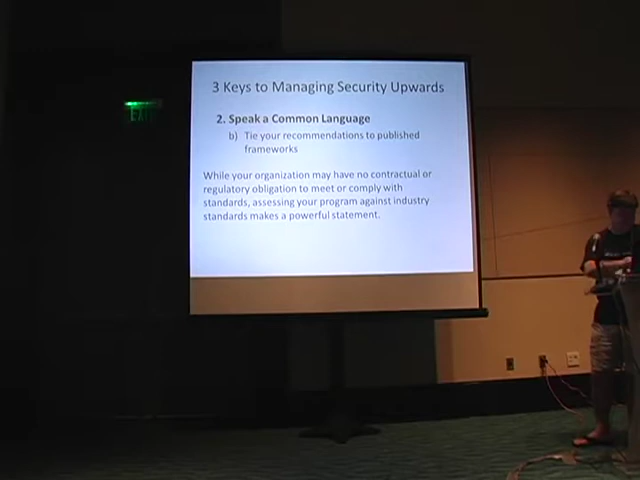 3 Keys to Managing Security Upwards
2. Speak a Common Language
b) Tie your recommendations to published
frameworks
While your organization may have no contractual or
regulatory obligation to meet or comply with
standards, assessing your program against industry
standards makes a powerful statement.
EXIT